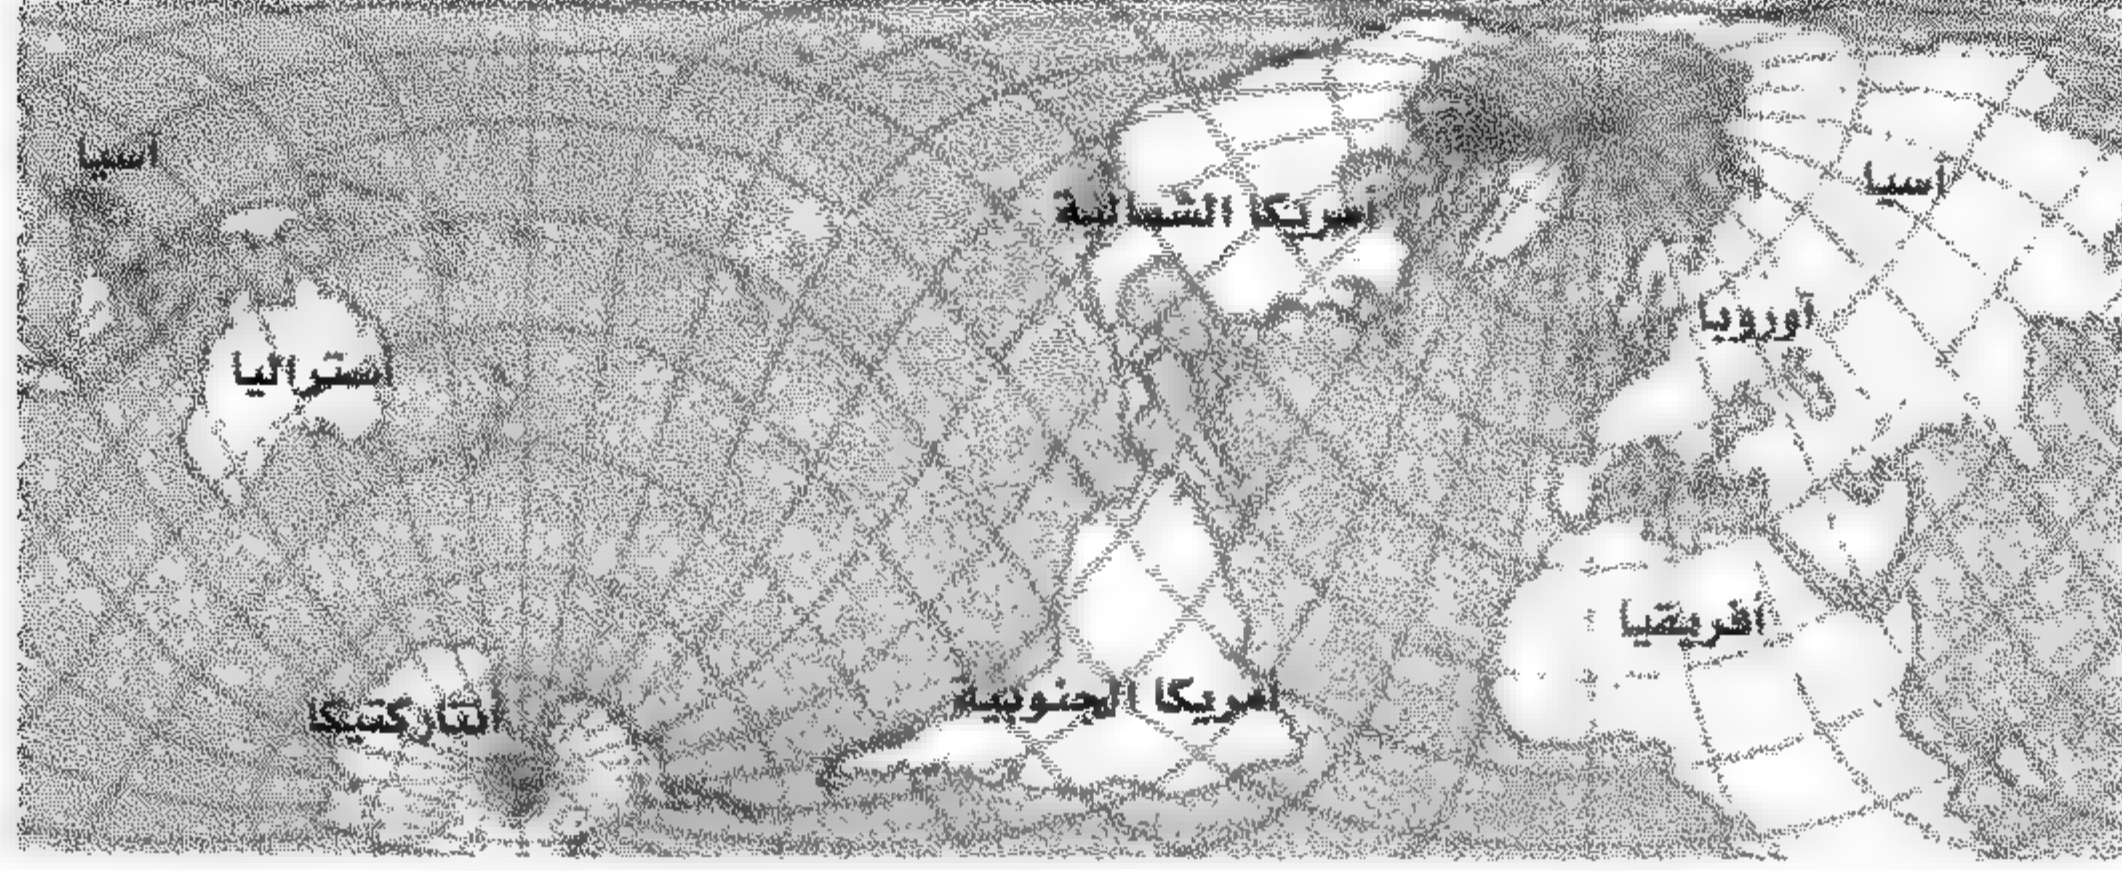 آسيا
آسيا
أمريكا الشمالية
أوروبا
أستراليا
أفريقيا
أمريكا الجنوبية
أنتاركتيكا